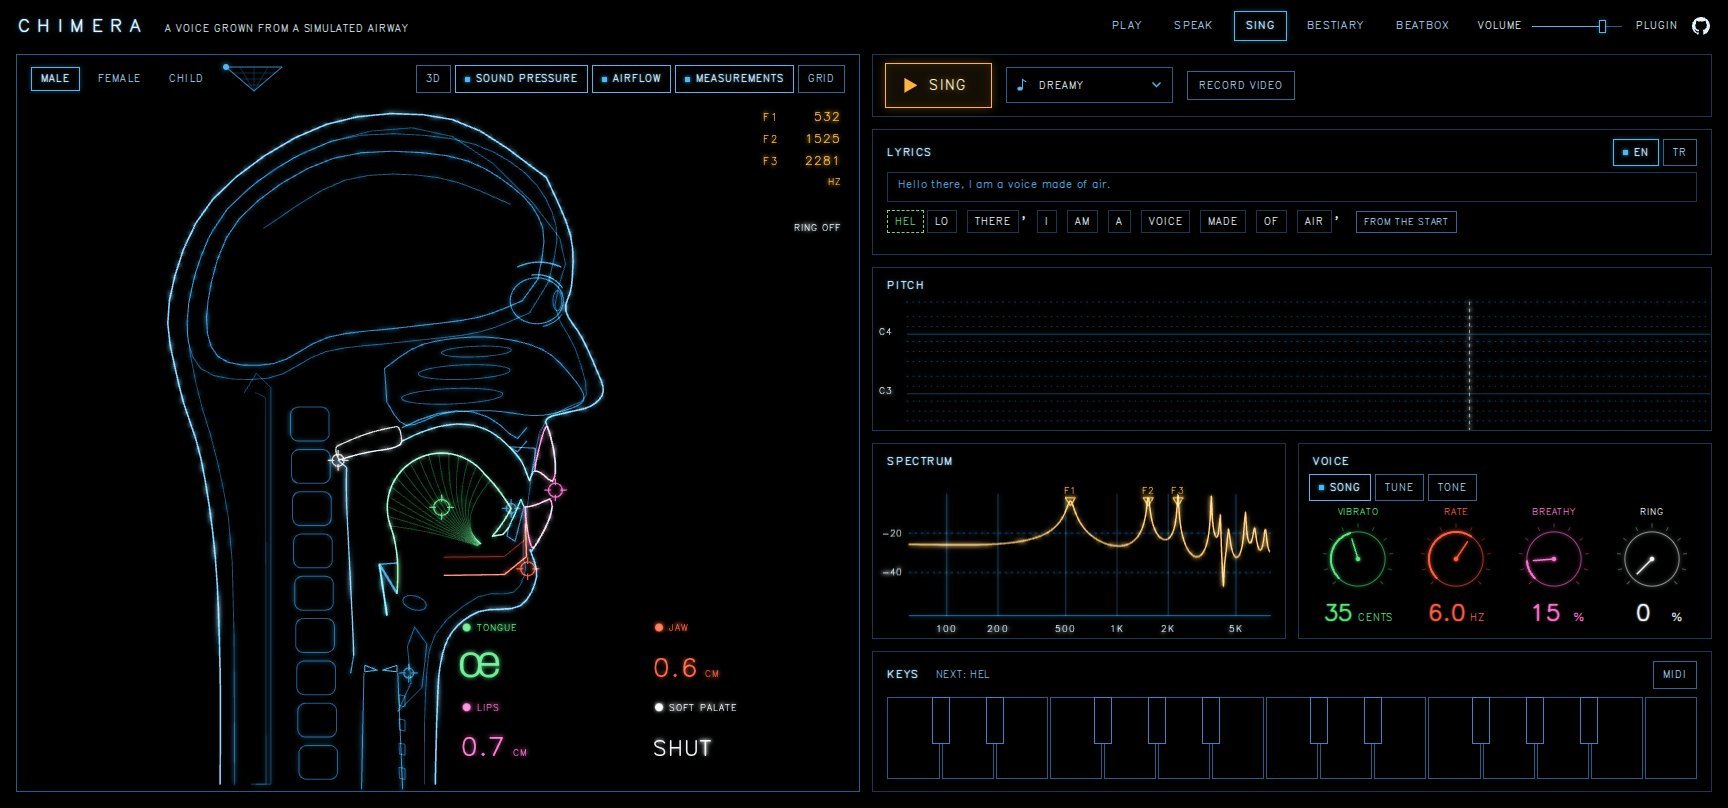 CHIMERA A VOICE GROWN FROM A SIMULATED AIRWAY
PLAY SPEAK SING BESTIARY BEATBOX VOLUME PLUGIN
MALE FEMALE CHILD
3D SOUND PRESSURE AIRFLOW MEASUREMENTS GRID
F1 532
F2 1525
F3 2281
HZ
RING OFF
TONGUE
œ
JAW
0.6 CM
LIPS
0.7 CM
SOFT PALATE
SHUT
SING DREAMY RECORD VIDEO
LYRICS EN TR
Hello there, I am a voice made of air.
HEL LO THERE , I AM A VOICE MADE OF AIR , FROM THE START
PITCH
C4
C3
SPECTRUM
F1 F2 F3
-20
-40
100 200 500 1K 2K 5K
VOICE
SONG TUNE TONE
VIBRATO RATE BREATHY RING
35 CENTS 6.0 HZ 15 % 0 %
KEYS NEXT: HEL MIDI